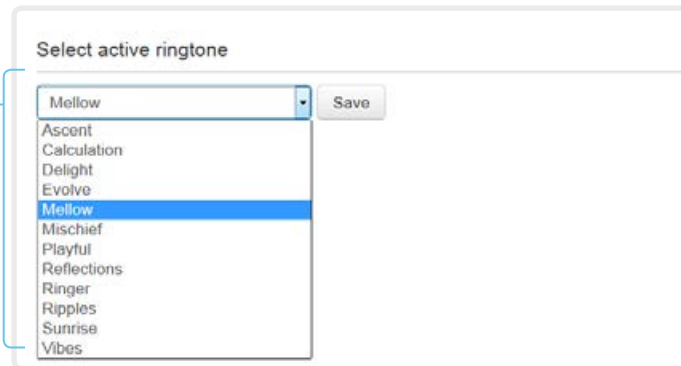 Select active ringtone
Mellow
Save
Ascent
Calculation
Delight
Evolve
Mellow
Mischief
Playful
Reflections
Ringer
Ripples
Sunrise
Vibes